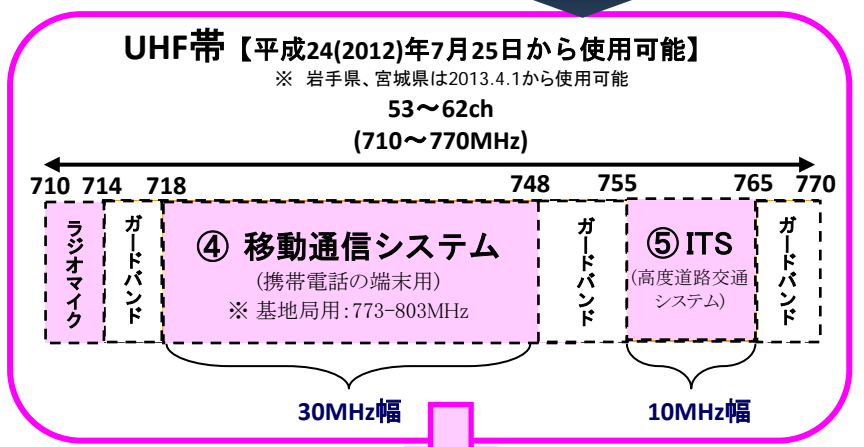 UHF帯【平成24(2012)年7月25日から使用可能】
※ 岩手県、宮城県は2013.4.1から使用可能
53～62ch
(710～770MHz)
710 714 718 748 755 765 770
ラジオマイク
ガードバンド
④ 移動通信システム
(携帯電話の端末用)
※ 基地局用:773-803MHz
ガードバンド
⑤ITS
(高度道路交通
システム)
ガードバンド
30MHz幅
10MHz幅